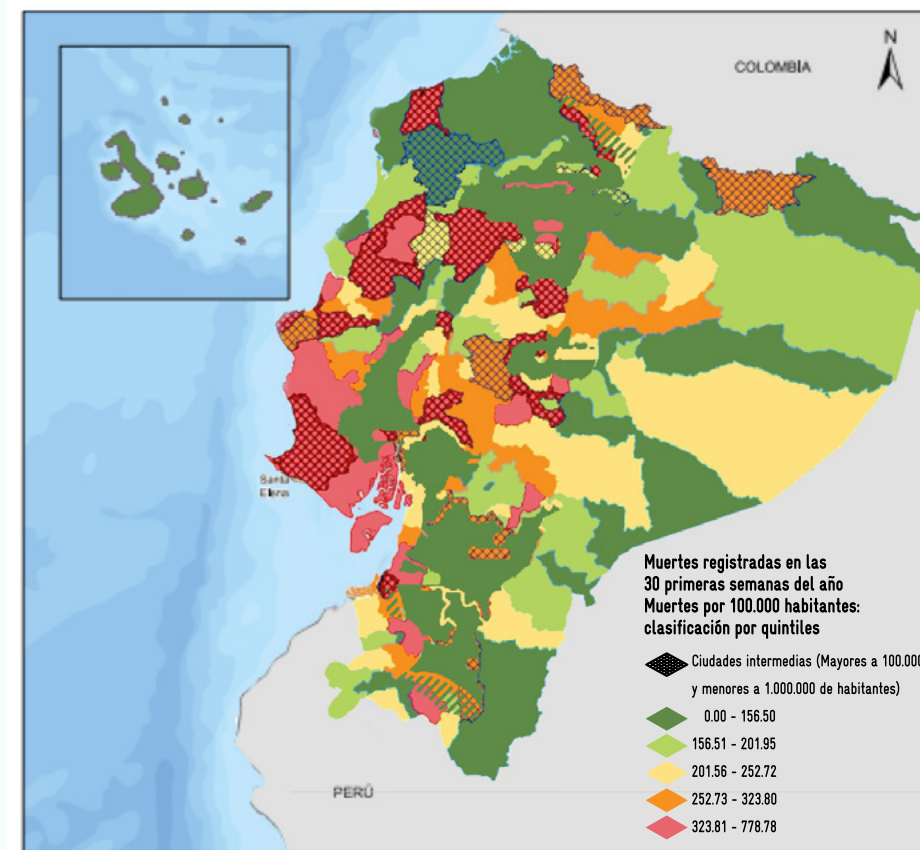 N
COLOMBIA
Santa
Elena
PERÚ
Muertes registradas en las
30 primeras semanas del año
Muertes por 100.000 habitantes:
clasificación por quintiles
Ciudades intermedias (Mayores a 100.000
y menores a 1.000.000 de habitantes)
0.00 - 156.50
156.51 - 201.95
201.56 - 252.72
252.73 - 323.80
323.81 - 778.78